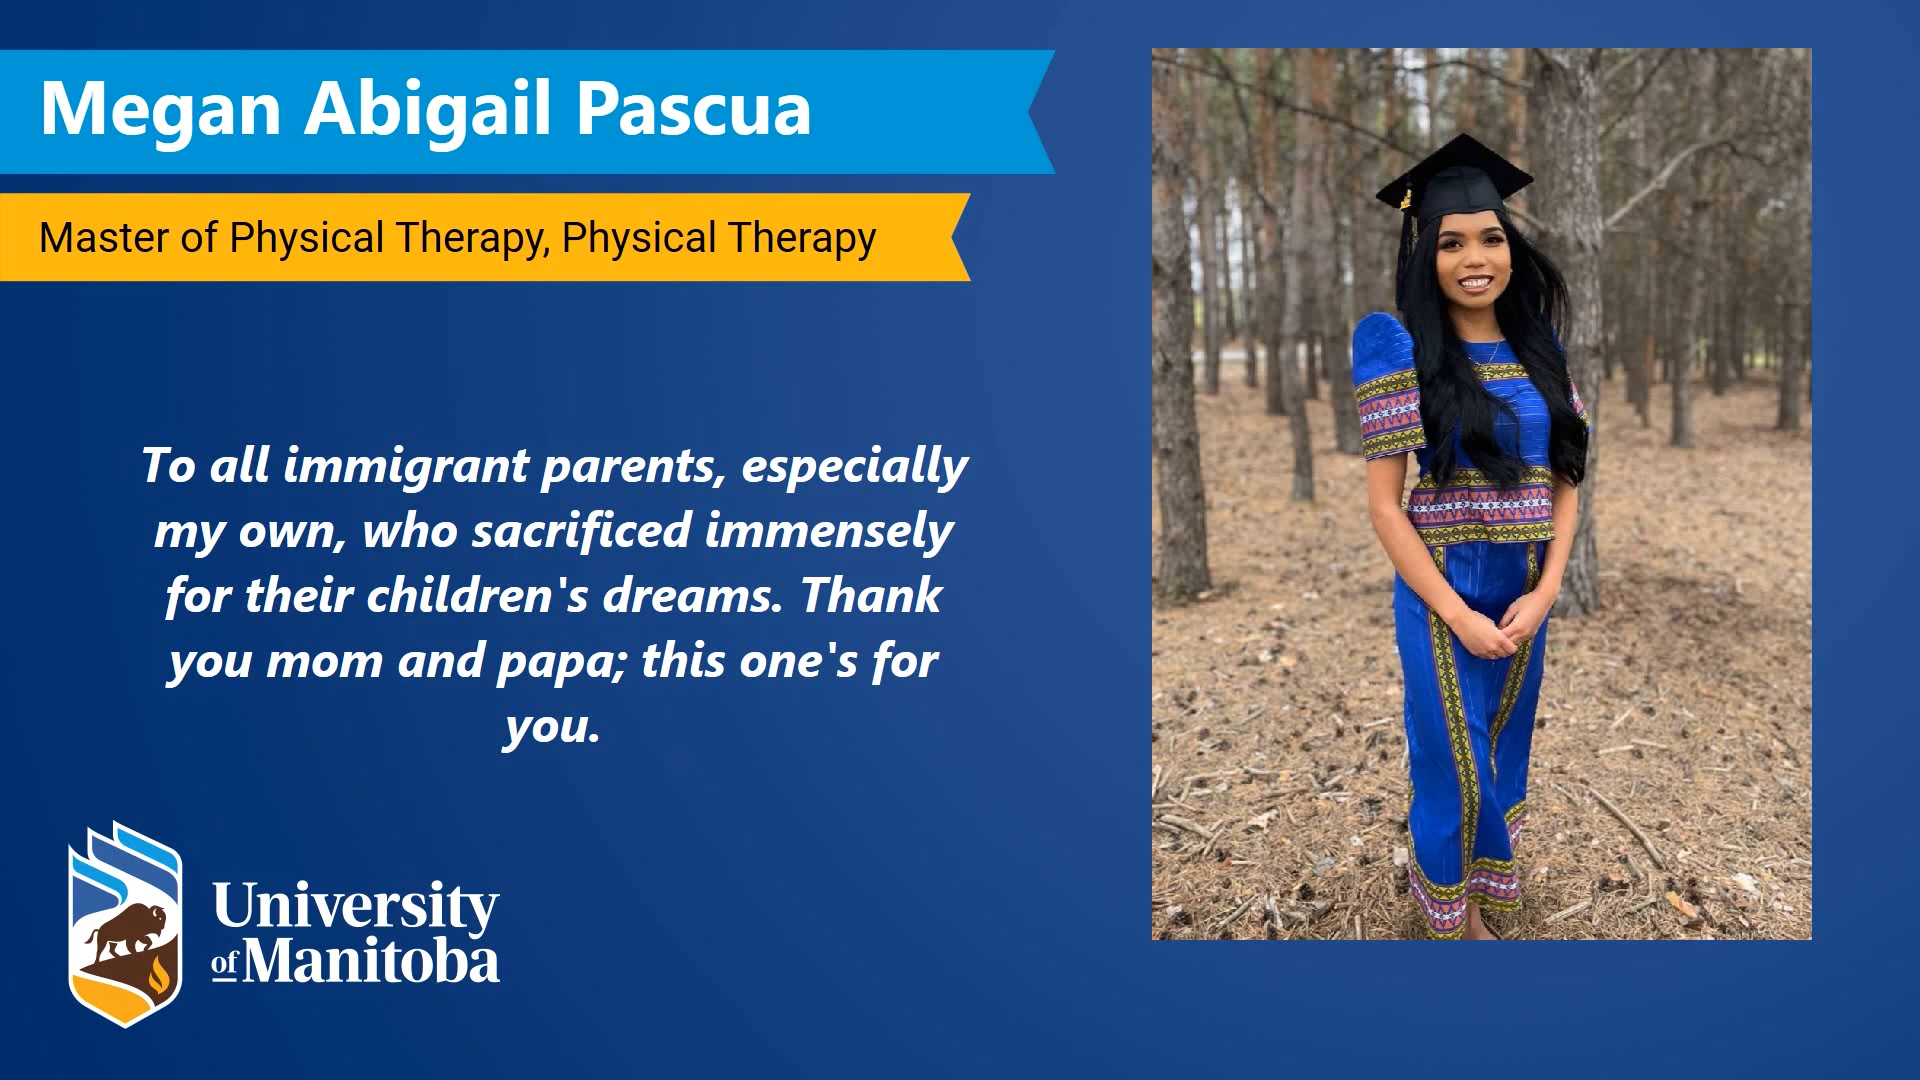 Megan Abigail Pascua
Master of Physical Therapy, Physical Therapy
To all immigrant parents, especially
my own, who sacrificed immensely
for their children's dreams. Thank
you mom and papa; this one's for
you.
University
of Manitoba